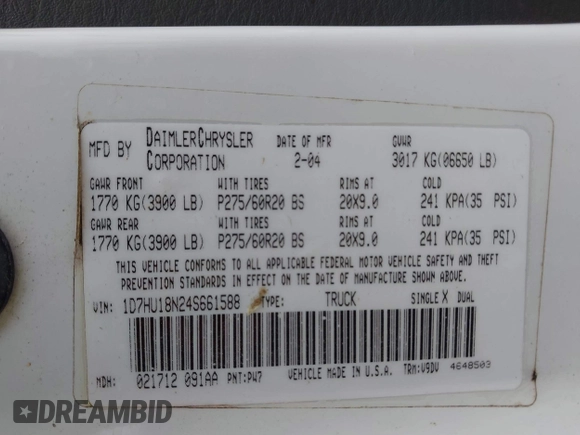 MFD BY DAIMLERCHRYSLER CORPORATION DATE OF MFR 2-04 GVWR 3017 KG(06650 LB)
GAWR FRONT WITH TIRES RIMS AT COLD
1770 KG(3900 LB) P275/60R20 BS 20X9.0 241 KPA(35 PSI)
GAWR REAR WITH TIRES RIMS AT COLD
1770 KG(3900 LB) P275/60R20 BS 20X9.0 241 KPA(35 PSI)
THIS VEHICLE CONFORMS TO ALL APPLICABLE FEDERAL MOTOR VEHICLE SAFETY AND THEFT
PREVENTION STANDARDS IN EFFECT ON THE DATE OF MANUFACTURE SHOWN ABOVE.
VIN: 1D7HU18N24S661588 TYPE: TRUCK SINGLE X DUAL
MDH: 021712 091AA PNT:PW7 VEHICLE MADE IN U.S.A. TRM:V9DV 4648503
DREAMBID